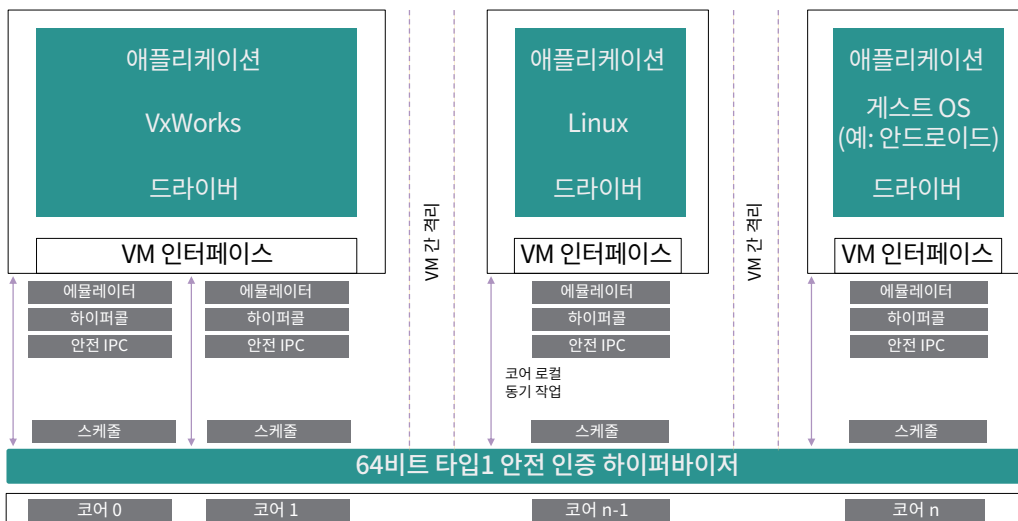 애플리케이션
VxWorks
드라이버
VM 인터페이스
애플리케이션
Linux
드라이버
VM 인터페이스
애플리케이션
게스트 OS
(예: 안드로이드)
드라이버
VM 인터페이스
VM 간 격리
VM 간 격리
에뮬레이터
하이퍼콜
안전 IPC
에뮬레이터
하이퍼콜
안전 IPC
에뮬레이터
하이퍼콜
안전 IPC
에뮬레이터
하이퍼콜
안전 IPC
코어 로컬
동기 작업
스케줄
스케줄
스케줄
스케줄
64비트 타입1 안전 인증 하이퍼바이저
코어 0
코어 1
코어 n-1
코어 n